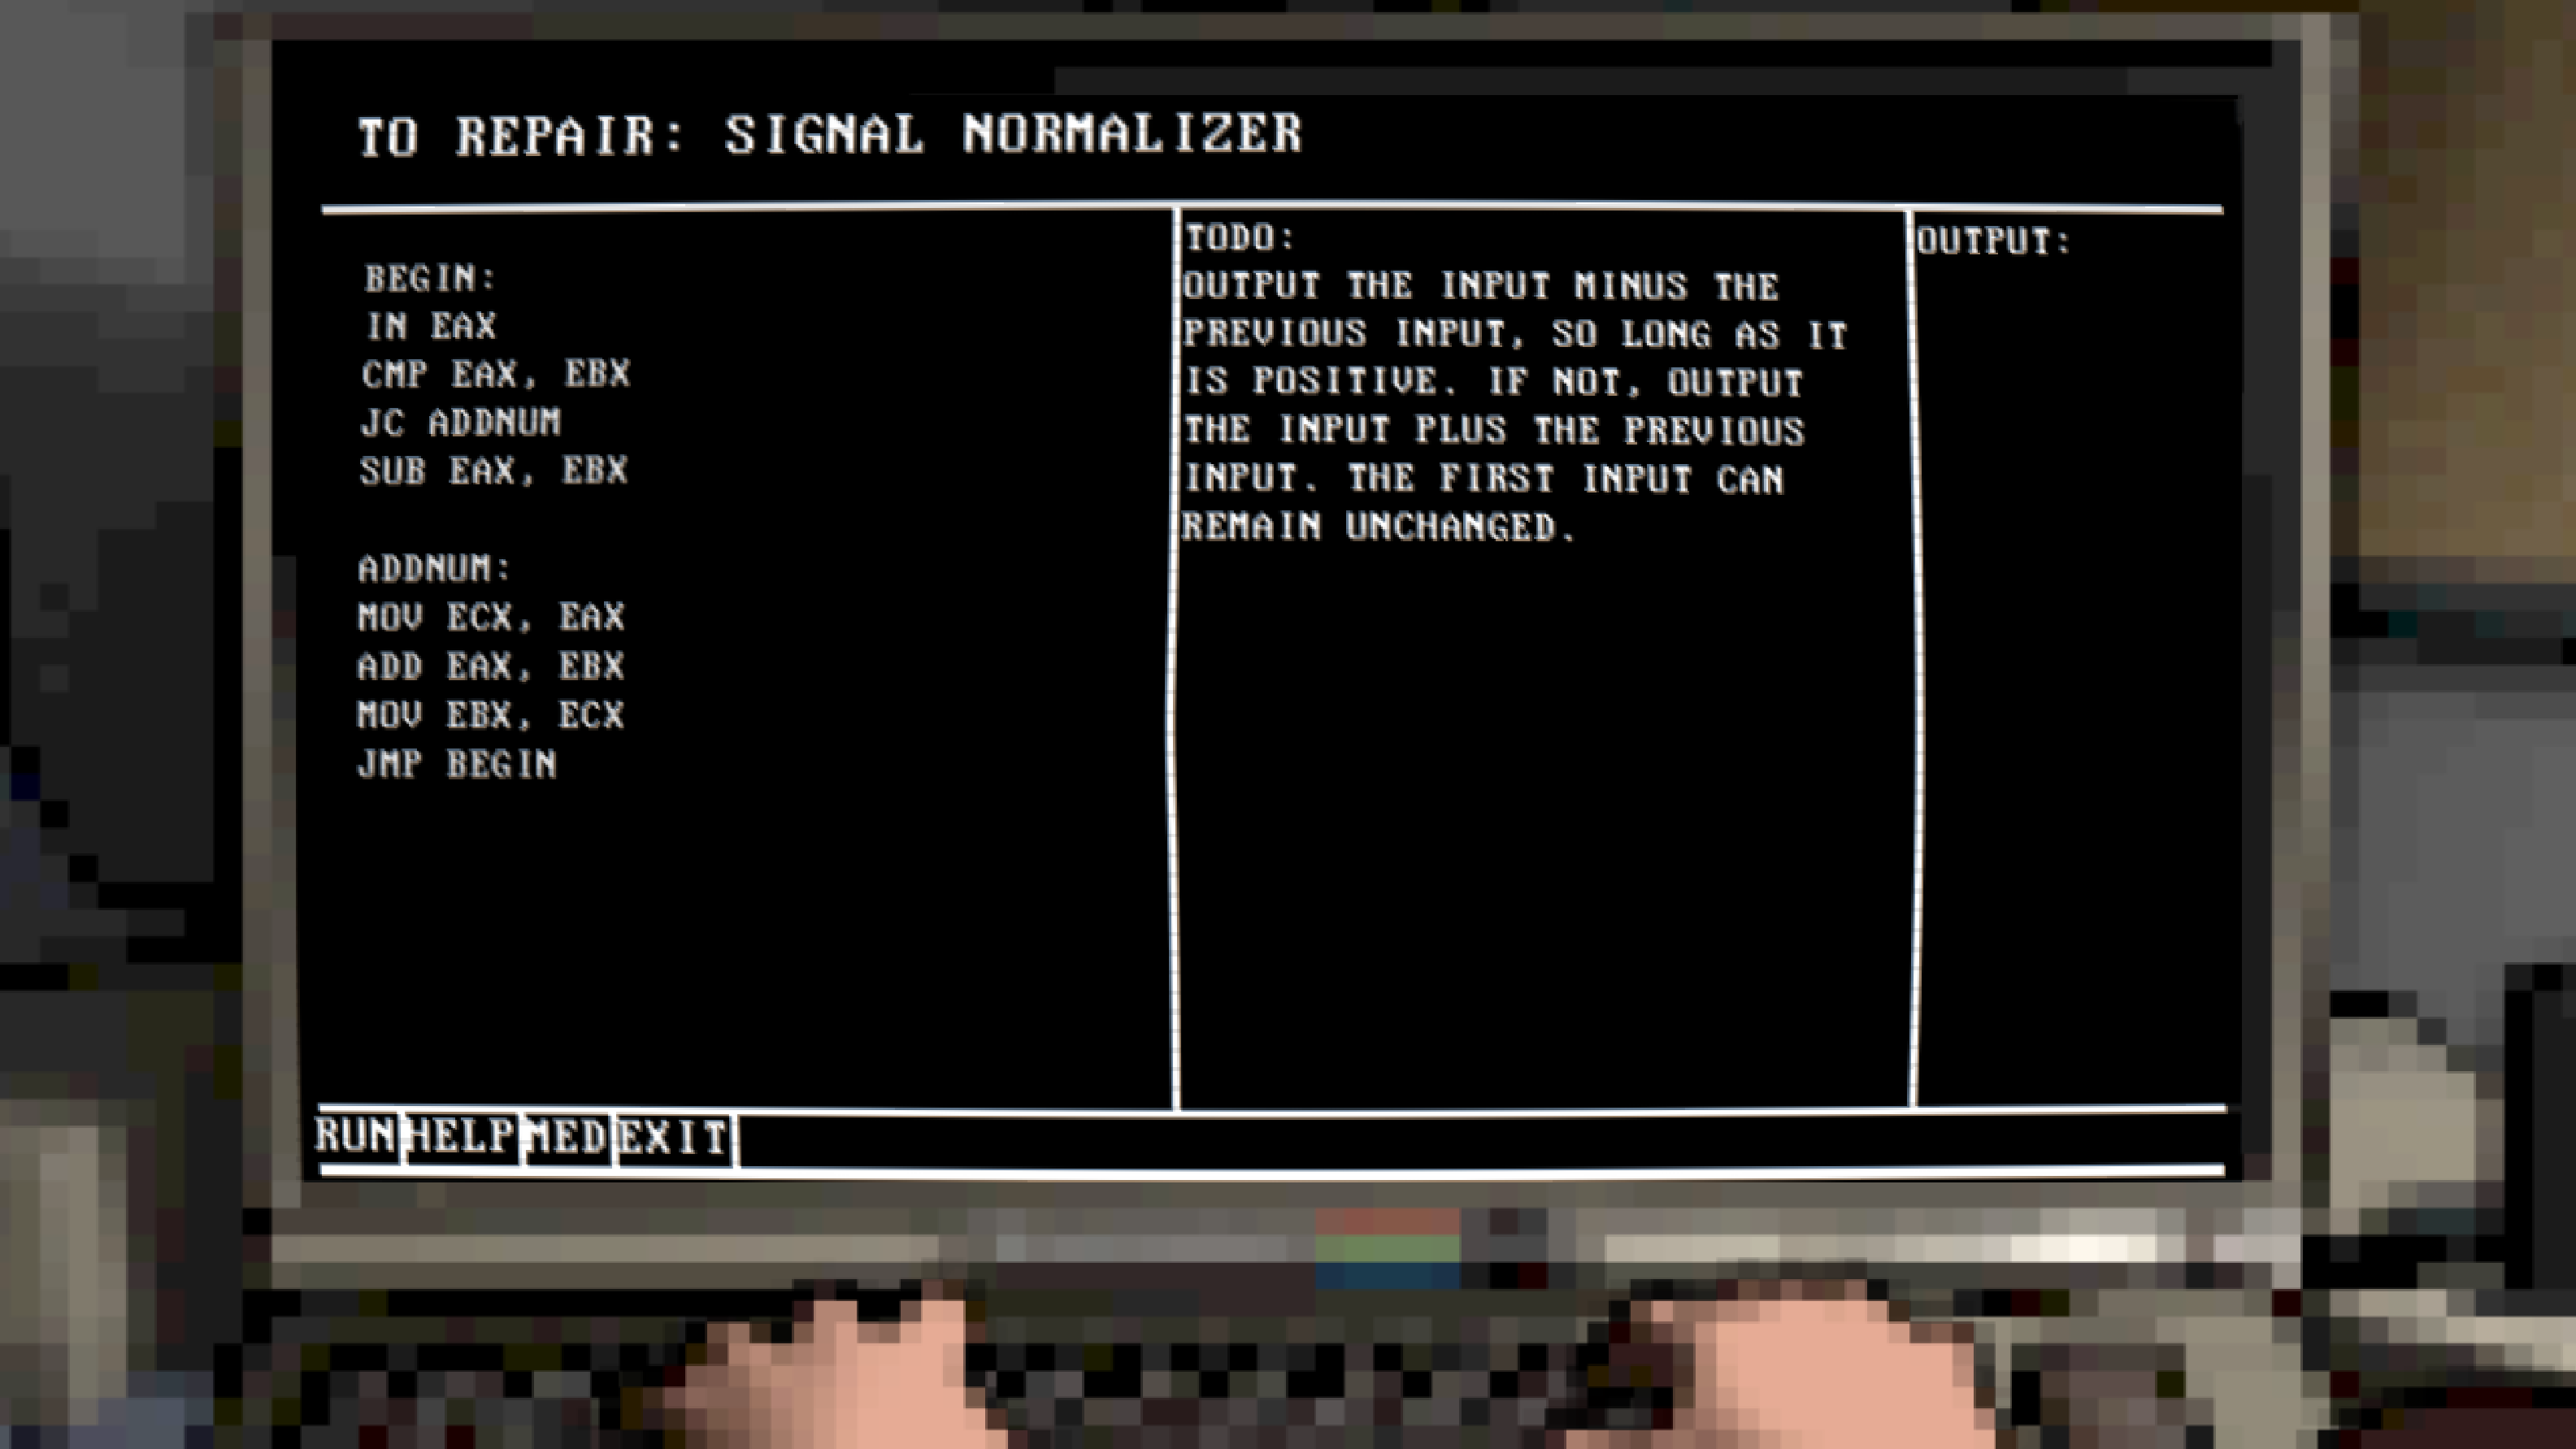 TO REPAIR: SIGNAL NORMALIZER
BEGIN:
IN EAX
CMP EAX, EBX
JC ADDNUM
SUB EAX, EBX
ADDNUM:
MOV ECX, EAX
ADD EAX, EBX
MOV EBX, ECX
JMP BEGIN
TODO:
OUTPUT THE INPUT MINUS THE
PREVIOUS INPUT, SO LONG AS IT
IS POSITIVE. IF NOT, OUTPUT
THE INPUT PLUS THE PREVIOUS
INPUT. THE FIRST INPUT CAN
REMAIN UNCHANGED.
OUTPUT:
RUN HELP MED EXIT